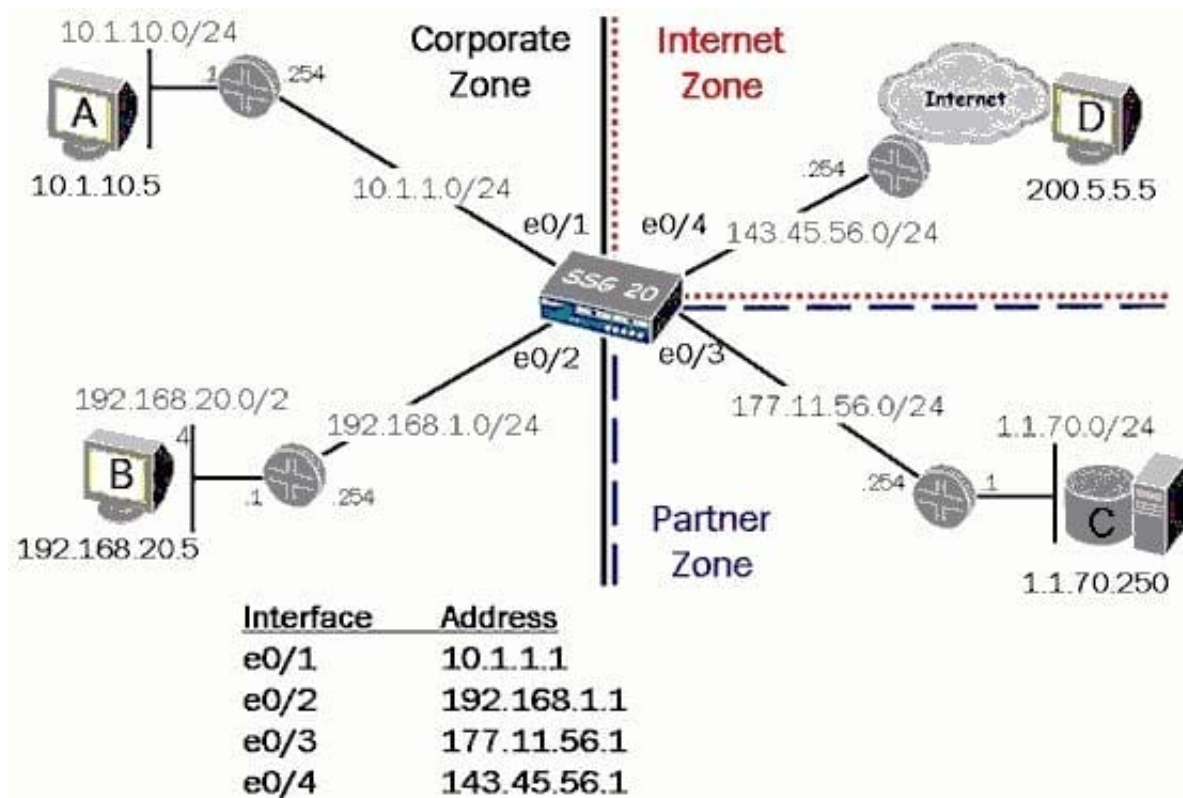 10.1.10.0/24
Corporate
Zone
Internet
Zone
A
.1
.254
Internet
D
10.1.10.5
.254
200.5.5.5
10.1.1.0/24
e0/1
e0/4
143.45.56.0/24
SSG 20
e0/2
e0/3
192.168.20.0/2
4
192.168.1.0/24
177.11.56.0/24
1.1.70.0/24
B
.1
.254
.254
.1
C
192.168.20.5
Partner
Zone
1.1.70.250
Interface Address
e0/1 10.1.1.1
e0/2 192.168.1.1
e0/3 177.11.56.1
e0/4 143.45.56.1